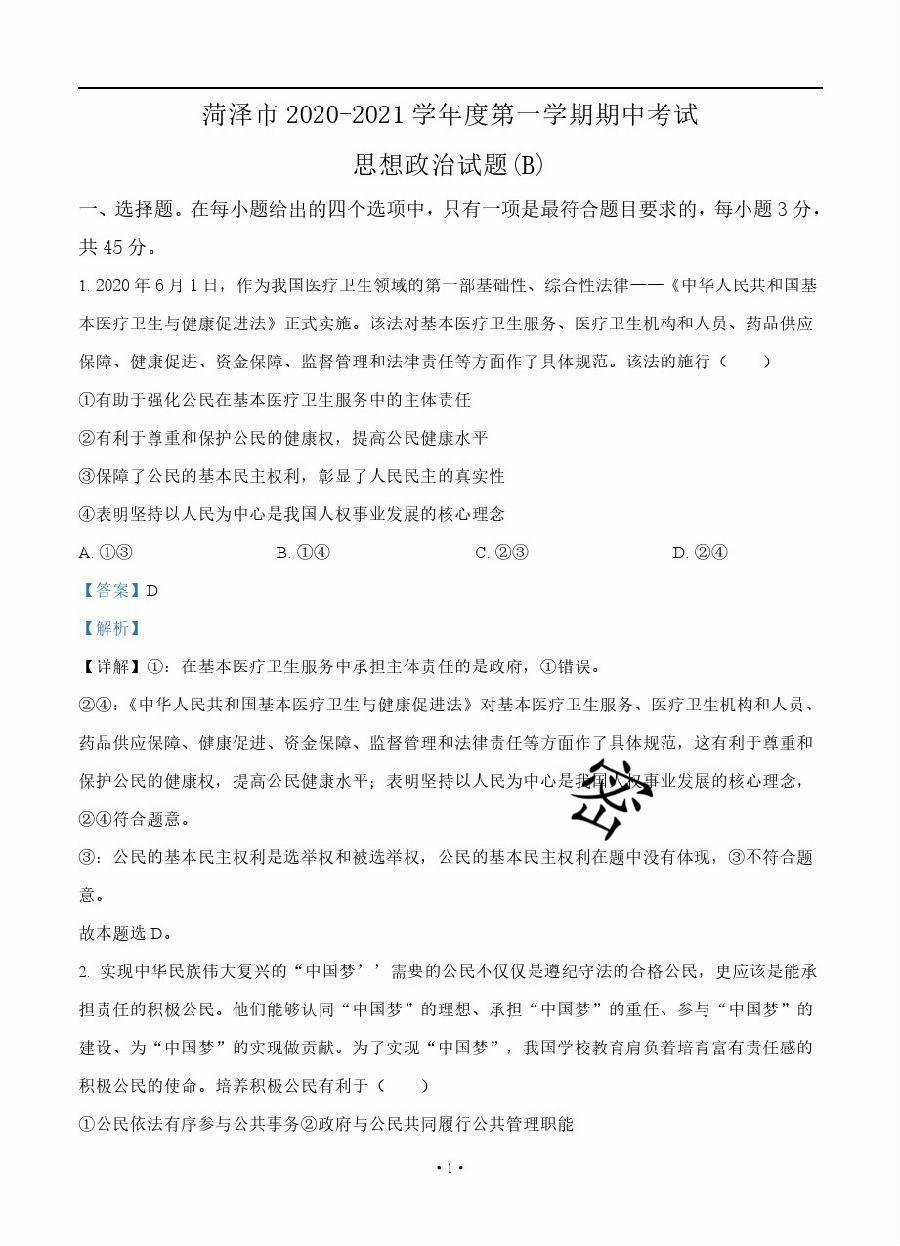 菏泽市 2020-2021 学年度第一学期期中考试
思想政治试题(B)
一、选择题。在每小题给出的四个选项中，只有一项是最符合题目要求的，每小题 3 分，
共 45 分。
1. 2020 年 6 月 1 日，作为我国医疗卫生领域的第一部基础性、综合性法律——《中华人民共和国基
本医疗卫生与健康促进法》正式实施。该法对基本医疗卫生服务、医疗卫生机构和人员、药品供应
保障、健康促进、资金保障、监督管理和法律责任等方面作了具体规范。该法的施行（　　）
①有助于强化公民在基本医疗卫生服务中的主体责任
②有利于尊重和保护公民的健康权，提高公民健康水平
③保障了公民的基本民主权利，彰显了人民民主的真实性
④表明坚持以人民为中心是我国人权事业发展的核心理念
A. ①③ B. ①④ C. ②③ D. ②④
【答案】D
【解析】
【详解】①：在基本医疗卫生服务中承担主体责任的是政府，①错误。
②④：《中华人民共和国基本医疗卫生与健康促进法》对基本医疗卫生服务、医疗卫生机构和人员、
药品供应保障、健康促进、资金保障、监督管理和法律责任等方面作了具体规范，这有利于尊重和
保护公民的健康权，提高公民健康水平；表明坚持以人民为中心是我国人权事业发展的核心理念，
密
②④符合题意。
③：公民的基本民主权利是选举权和被选举权，公民的基本民主权利在题中没有体现，③不符合题
意。
故本题选 D。
2. 实现中华民族伟大复兴的“中国梦’’需要的公民不仅仅是遵纪守法的合格公民，更应该是能承
担责任的积极公民。他们能够认同“中国梦”的理想、承担“中国梦”的重任、参与“中国梦”的
建设、为“中国梦”的实现做贡献。为了实现“中国梦”，我国学校教育肩负着培育富有责任感的
积极公民的使命。培养积极公民有利于（　　）
①公民依法有序参与公共事务②政府与公民共同履行公共管理职能
• 1 •